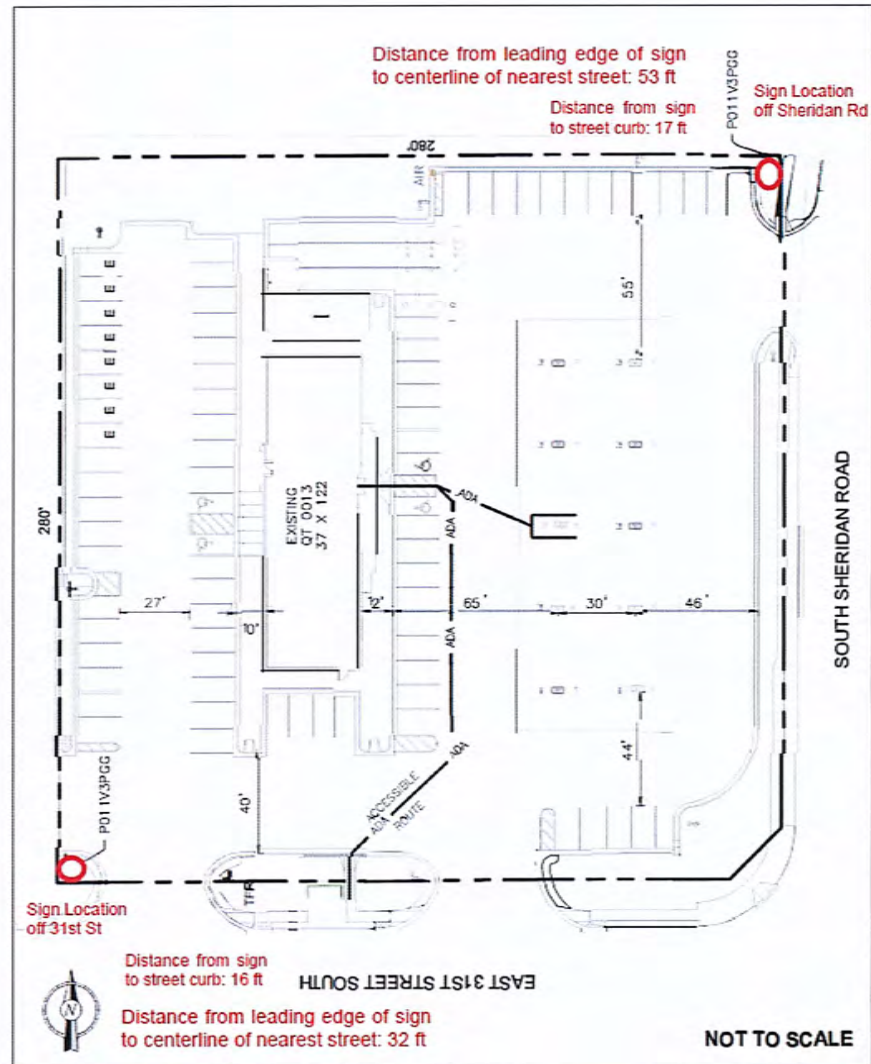 Distance from leading edge of sign
to centerline of nearest street: 53 ft
Distance from sign
to street curb: 17 ft
P011V3PGG
Sign Location
off Sheridan Rd
280'
AIR
55'
280'
EXISTING
QT 0013
37 X 122
ADA
ADA
ADA
ADA
27'
10'
12'
65'
30'
46'
SOUTH SHERIDAN ROAD
44'
40'
ACCESSIBLE
ADA
ROUTE
P011V3PGG
TFR
Sign Location
off 31st St
Distance from sign
to street curb: 16 ft
EAST 31ST STREET SOUTH
N
Distance from leading edge of sign
to centerline of nearest street: 32 ft
NOT TO SCALE